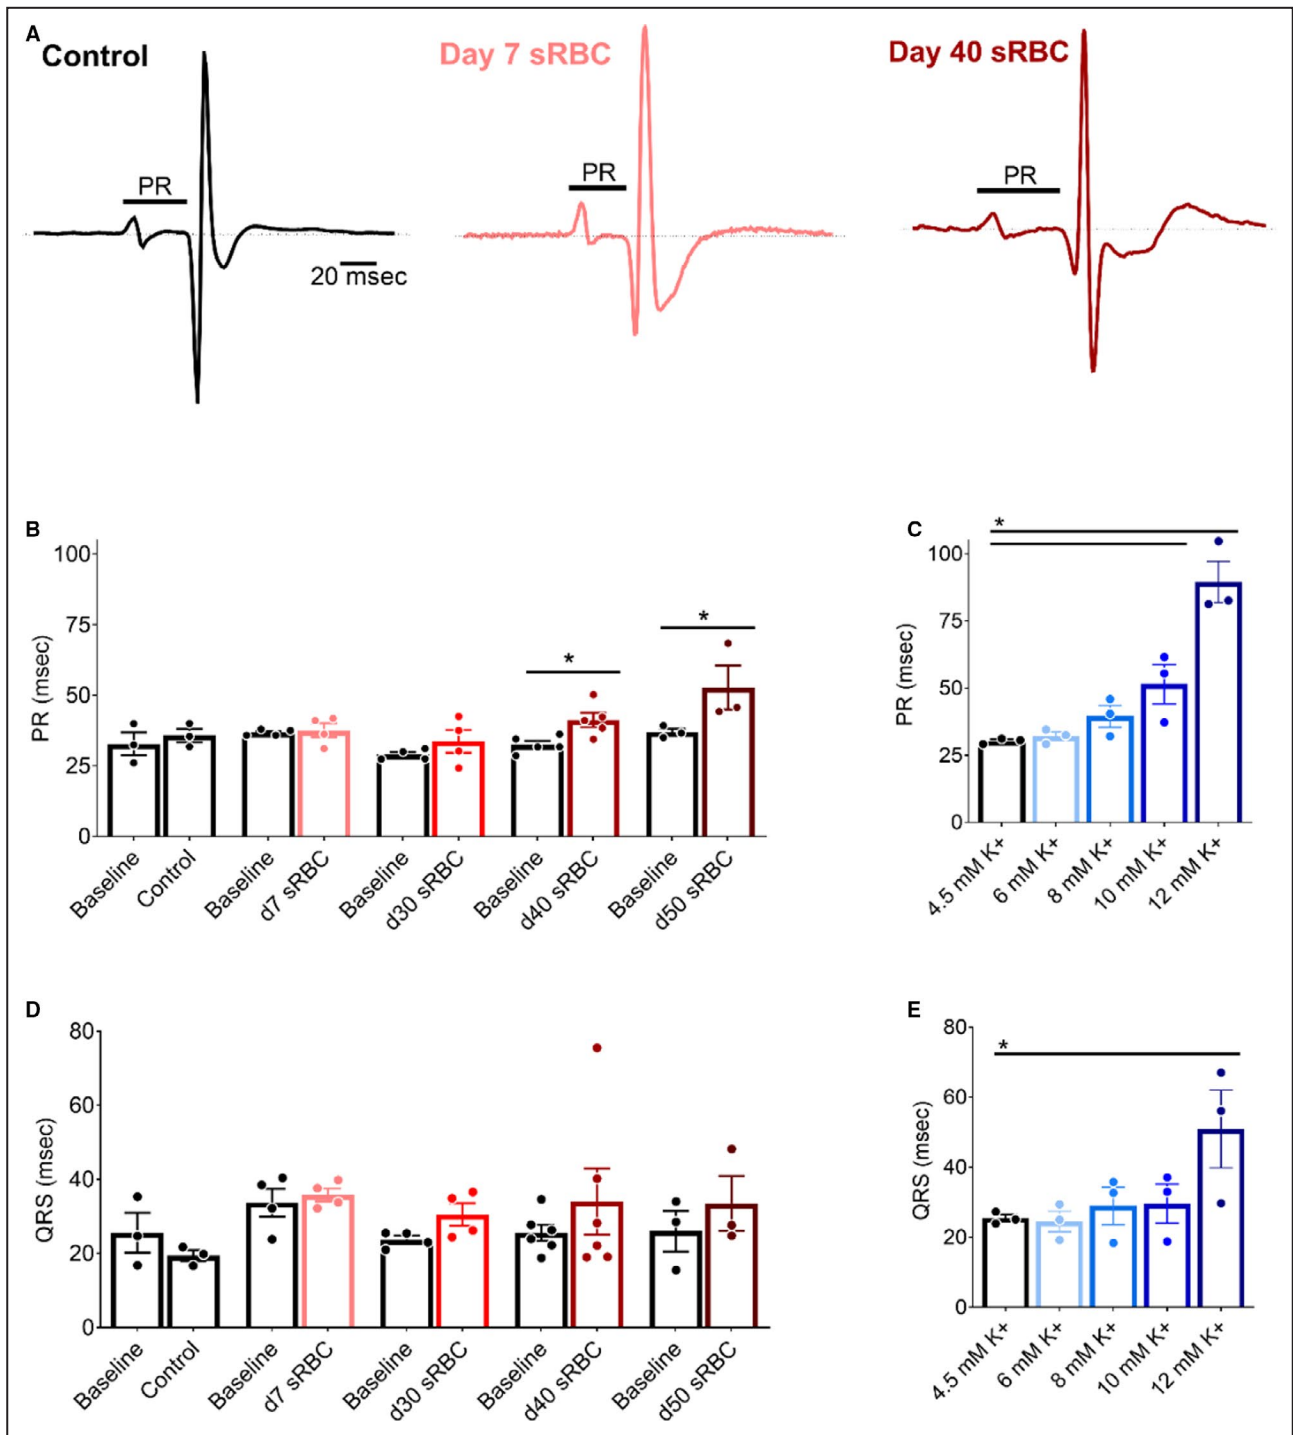 A
Control
Day 7 sRBC
Day 40 sRBC
PR
PR
PR
20 msec
B
100
75
50
25
0
PR (msec)
*
*
Baseline
Control
Baseline
d7 sRBC
Baseline
d30 sRBC
Baseline
d40 sRBC
Baseline
d50 sRBC
C
100
75
50
25
0
PR (msec)
*
4.5 mM K+
6 mM K+
8 mM K+
10 mM K+
12 mM K+
D
80
60
40
20
0
QRS (msec)
Baseline
Control
Baseline
d7 sRBC
Baseline
d30 sRBC
Baseline
d40 sRBC
Baseline
d50 sRBC
E
80
60
40
20
0
QRS (msec)
*
4.5 mM K+
6 mM K+
8 mM K+
10 mM K+
12 mM K+